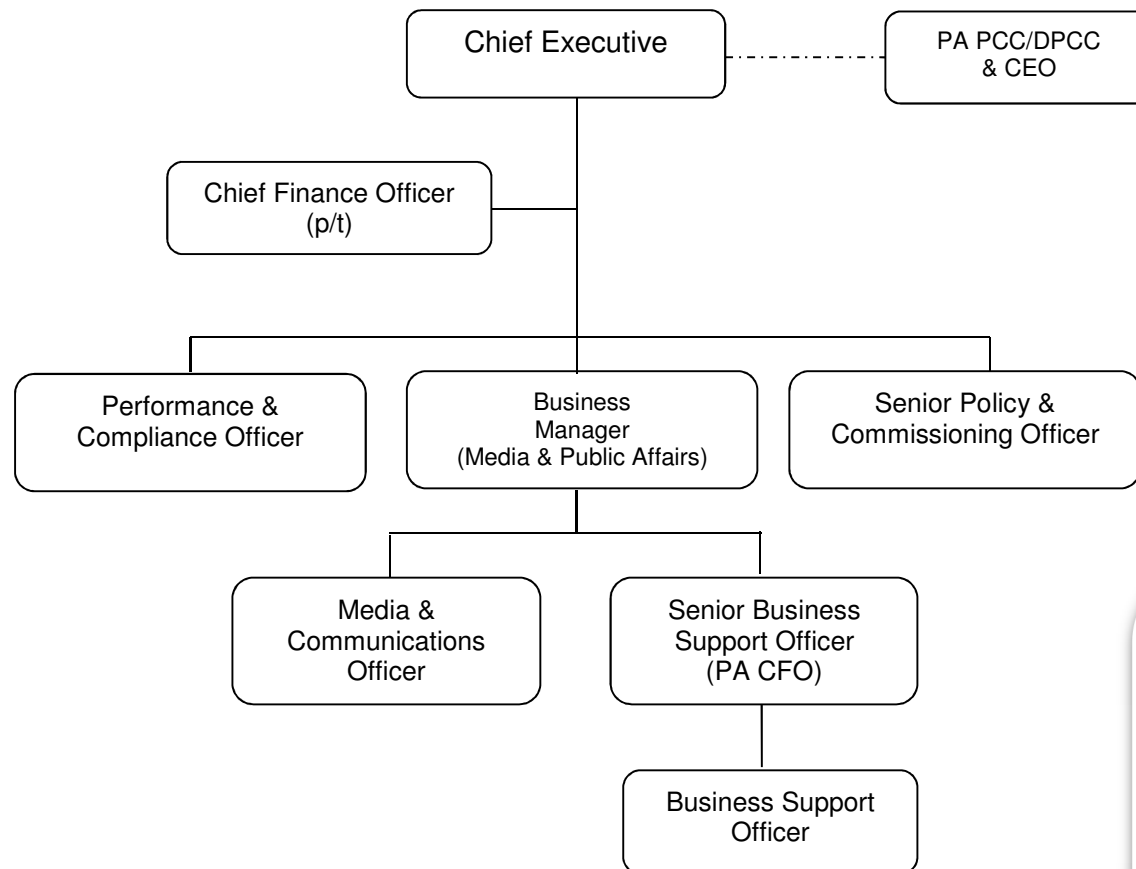 Chief Executive
PA PCC/DPCC
& CEO
Chief Finance Officer
(p/t)
Performance &
Compliance Officer
Business
Manager
(Media & Public Affairs)
Senior Policy &
Commissioning Officer
Media &
Communications
Officer
Senior Business
Support Officer
(PA CFO)
Business Support
Officer